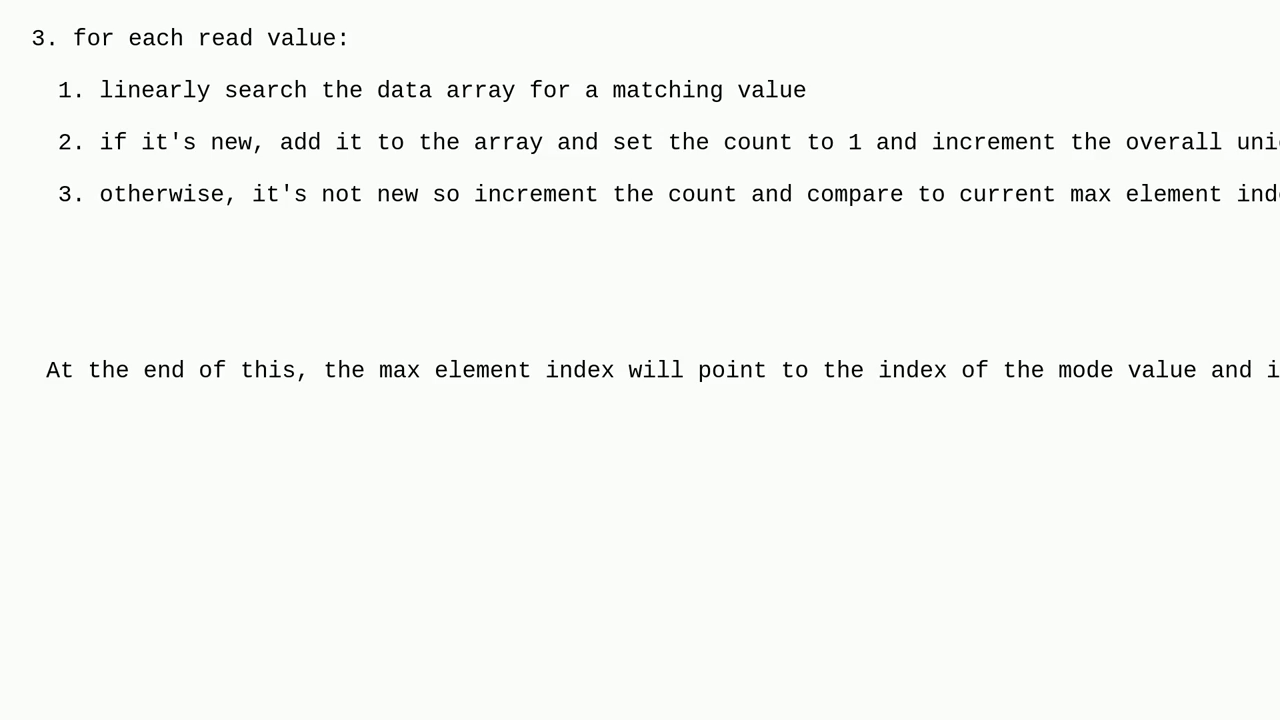 3. for each read value:
1. linearly search the data array for a matching value
2. if it's new, add it to the array and set the count to 1 and increment the overall
3. otherwise, it's not new so increment the count and compare to current max element
At the end of this, the max element index will point to the index of the mode value and